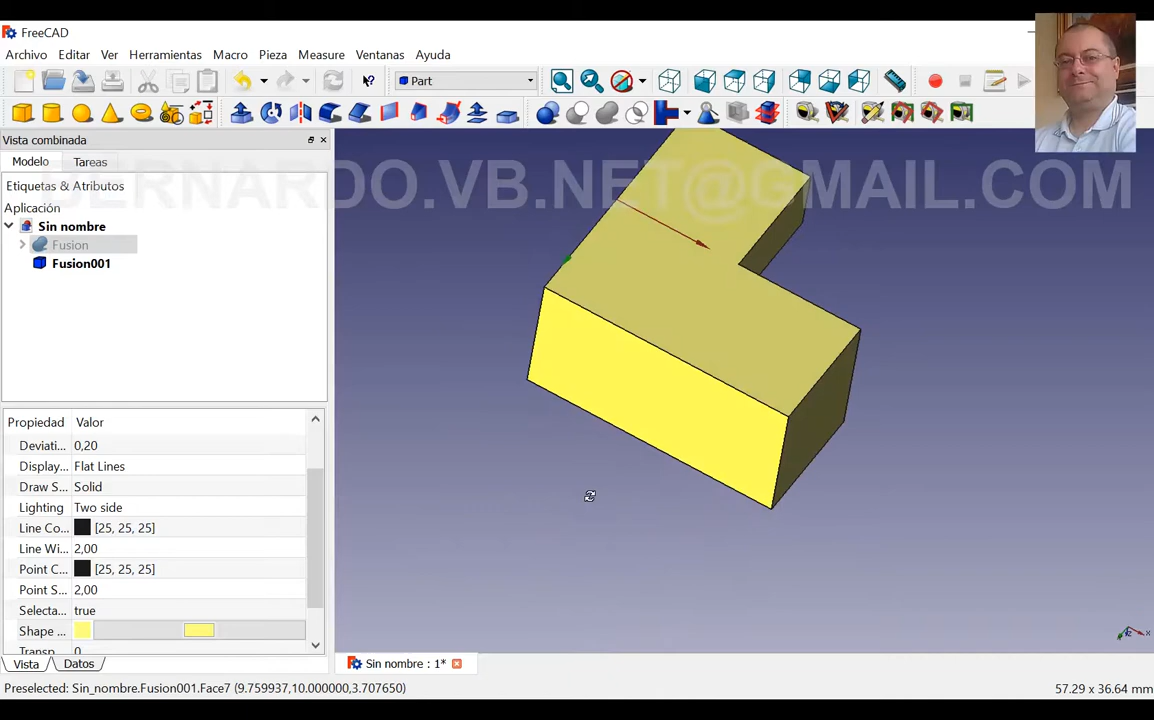 FreeCAD
Archivo Editar Ver Herramientas Macro Pieza Measure Ventanas Ayuda
Part
Vista combinada
Modelo Tareas
BERNARDO.VB.NET@GMAIL.COM
Etiquetas & Atributos
Aplicación
Sin nombre
Fusion
Fusion001
Propiedad Valor
Deviati... 0,20
Display... Flat Lines
Draw S... Solid
Lighting Two side
Line Co... [25, 25, 25]
Line Wi... 2,00
Point C... [25, 25, 25]
Point S... 2,00
Selecta... true
Shape ...
Transp... 0
Vista Datos
Sin nombre : 1*
Preselected: Sin_nombre.Fusion001.Face7 (9.759937,10.000000,3.707650)
57.29 x 36.64 mm